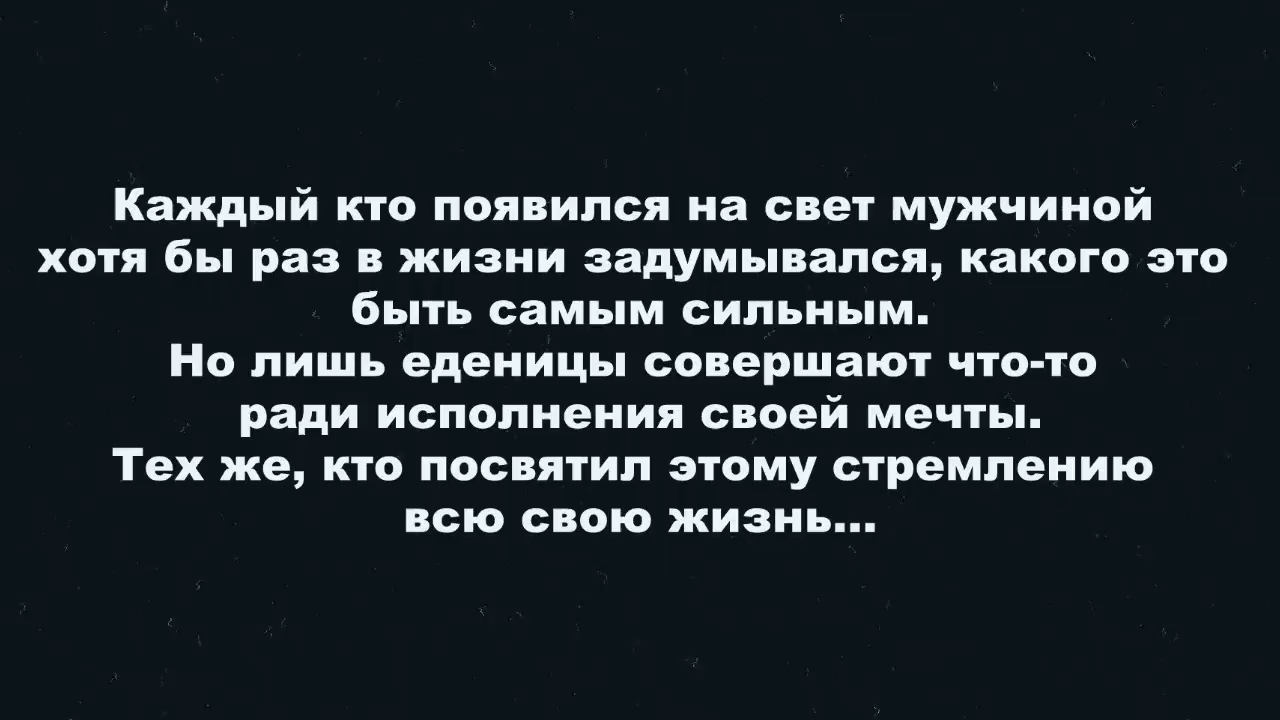 Каждый кто появился на свет мужчиной
хотя бы раз в жизни задумывался, какого это
быть самым сильным.
Но лишь еденицы совершают что-то
ради исполнения своей мечты.
Тех же, кто посвятил этому стремлению
всю свою жизнь...